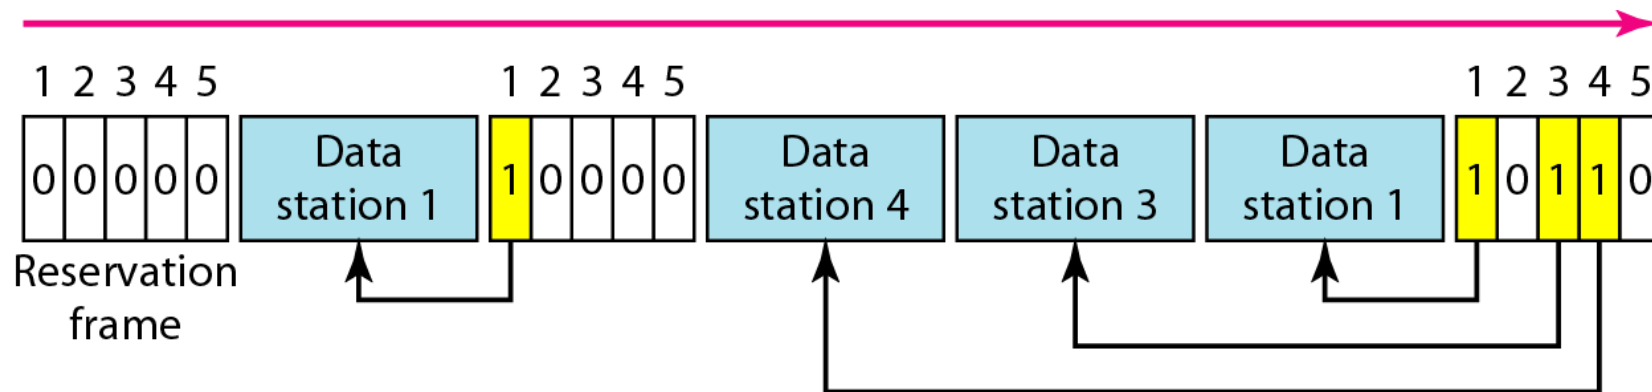 1 2 3 4 5 1 2 3 4 5 1 2 3 4 5
0 0 0 0 0 Data station 1 1 0 0 0 0 Data station 4 Data station 3 Data station 1 1 0 1 1 0
Reservation
frame